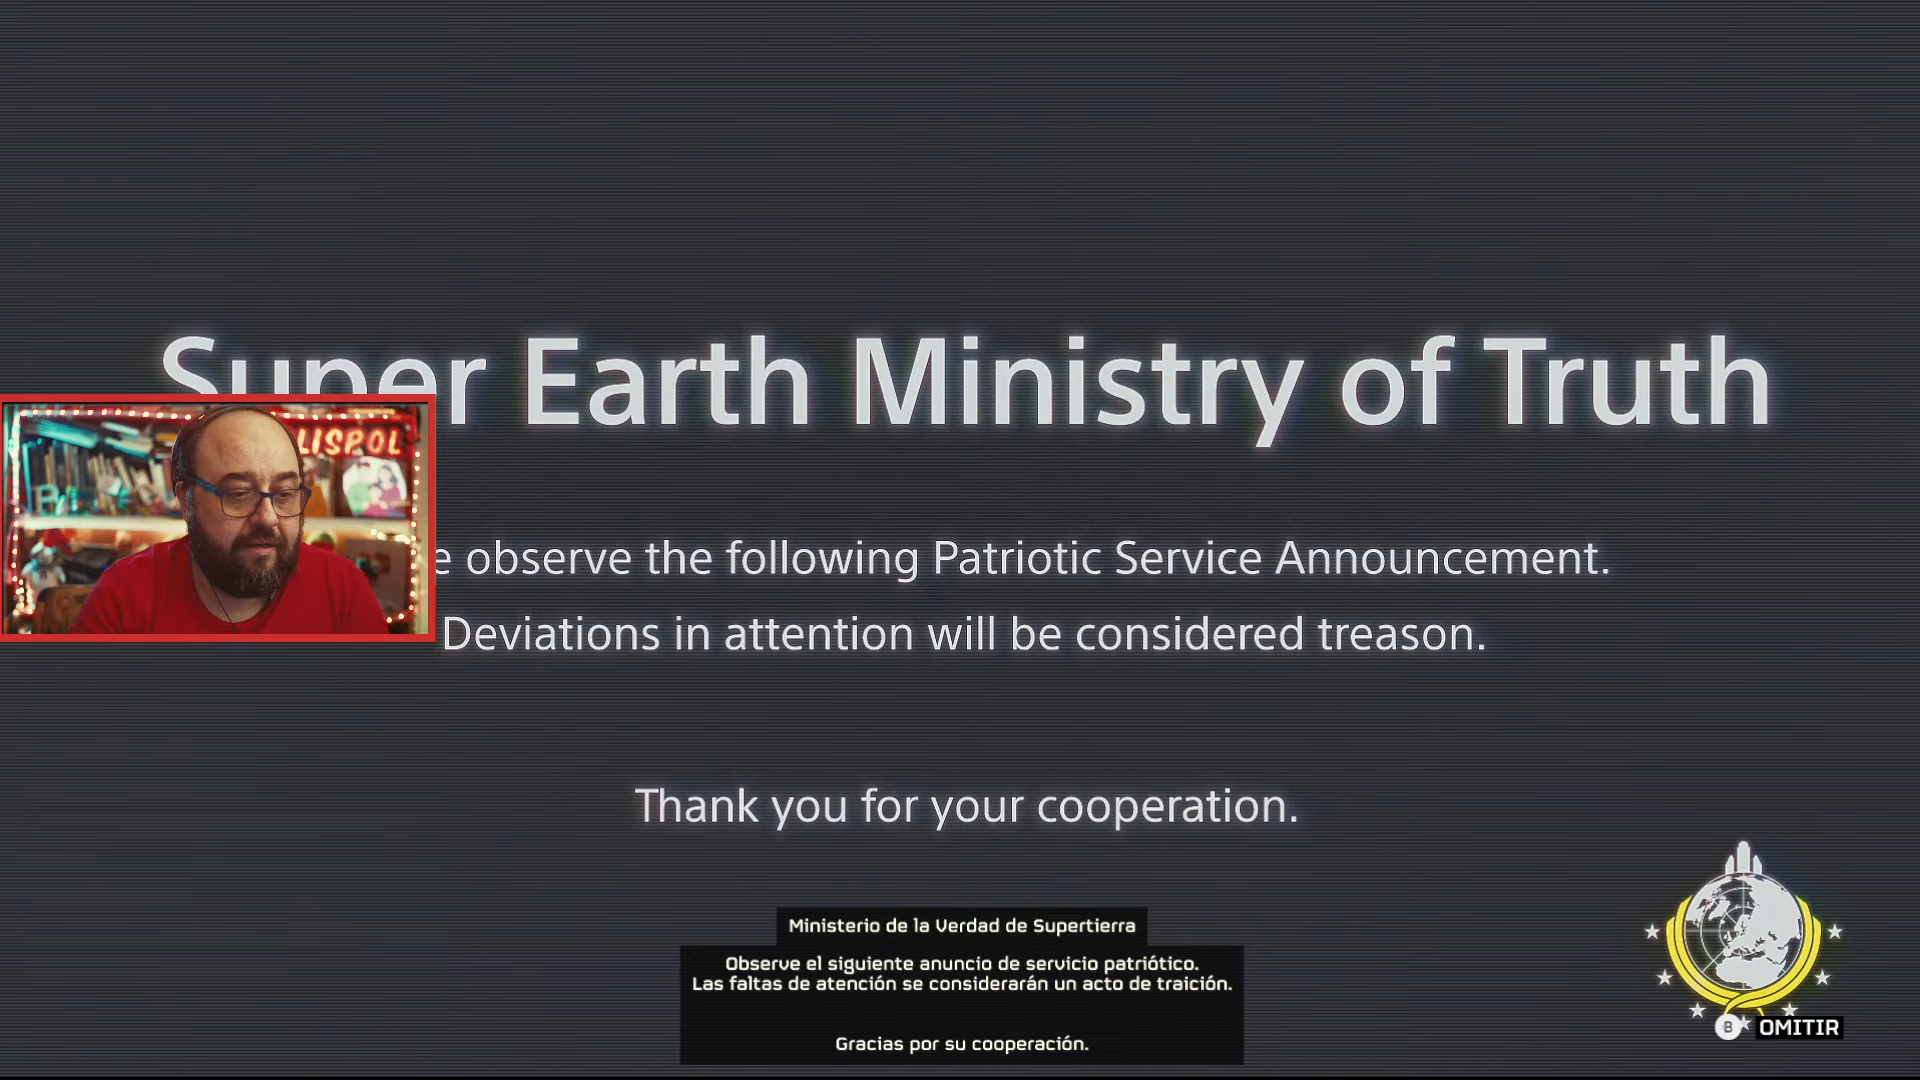 Super Earth Ministry of Truth
LISPOL
observe the following Patriotic Service Announcement.
Deviations in attention will be considered treason.
Thank you for your cooperation.
Ministerio de la Verdad de Supertierra
Observe el siguiente anuncio de servicio patriótico.
Las faltas de atención se considerarán un acto de traición.
Gracias por su cooperación.
B OMITIR